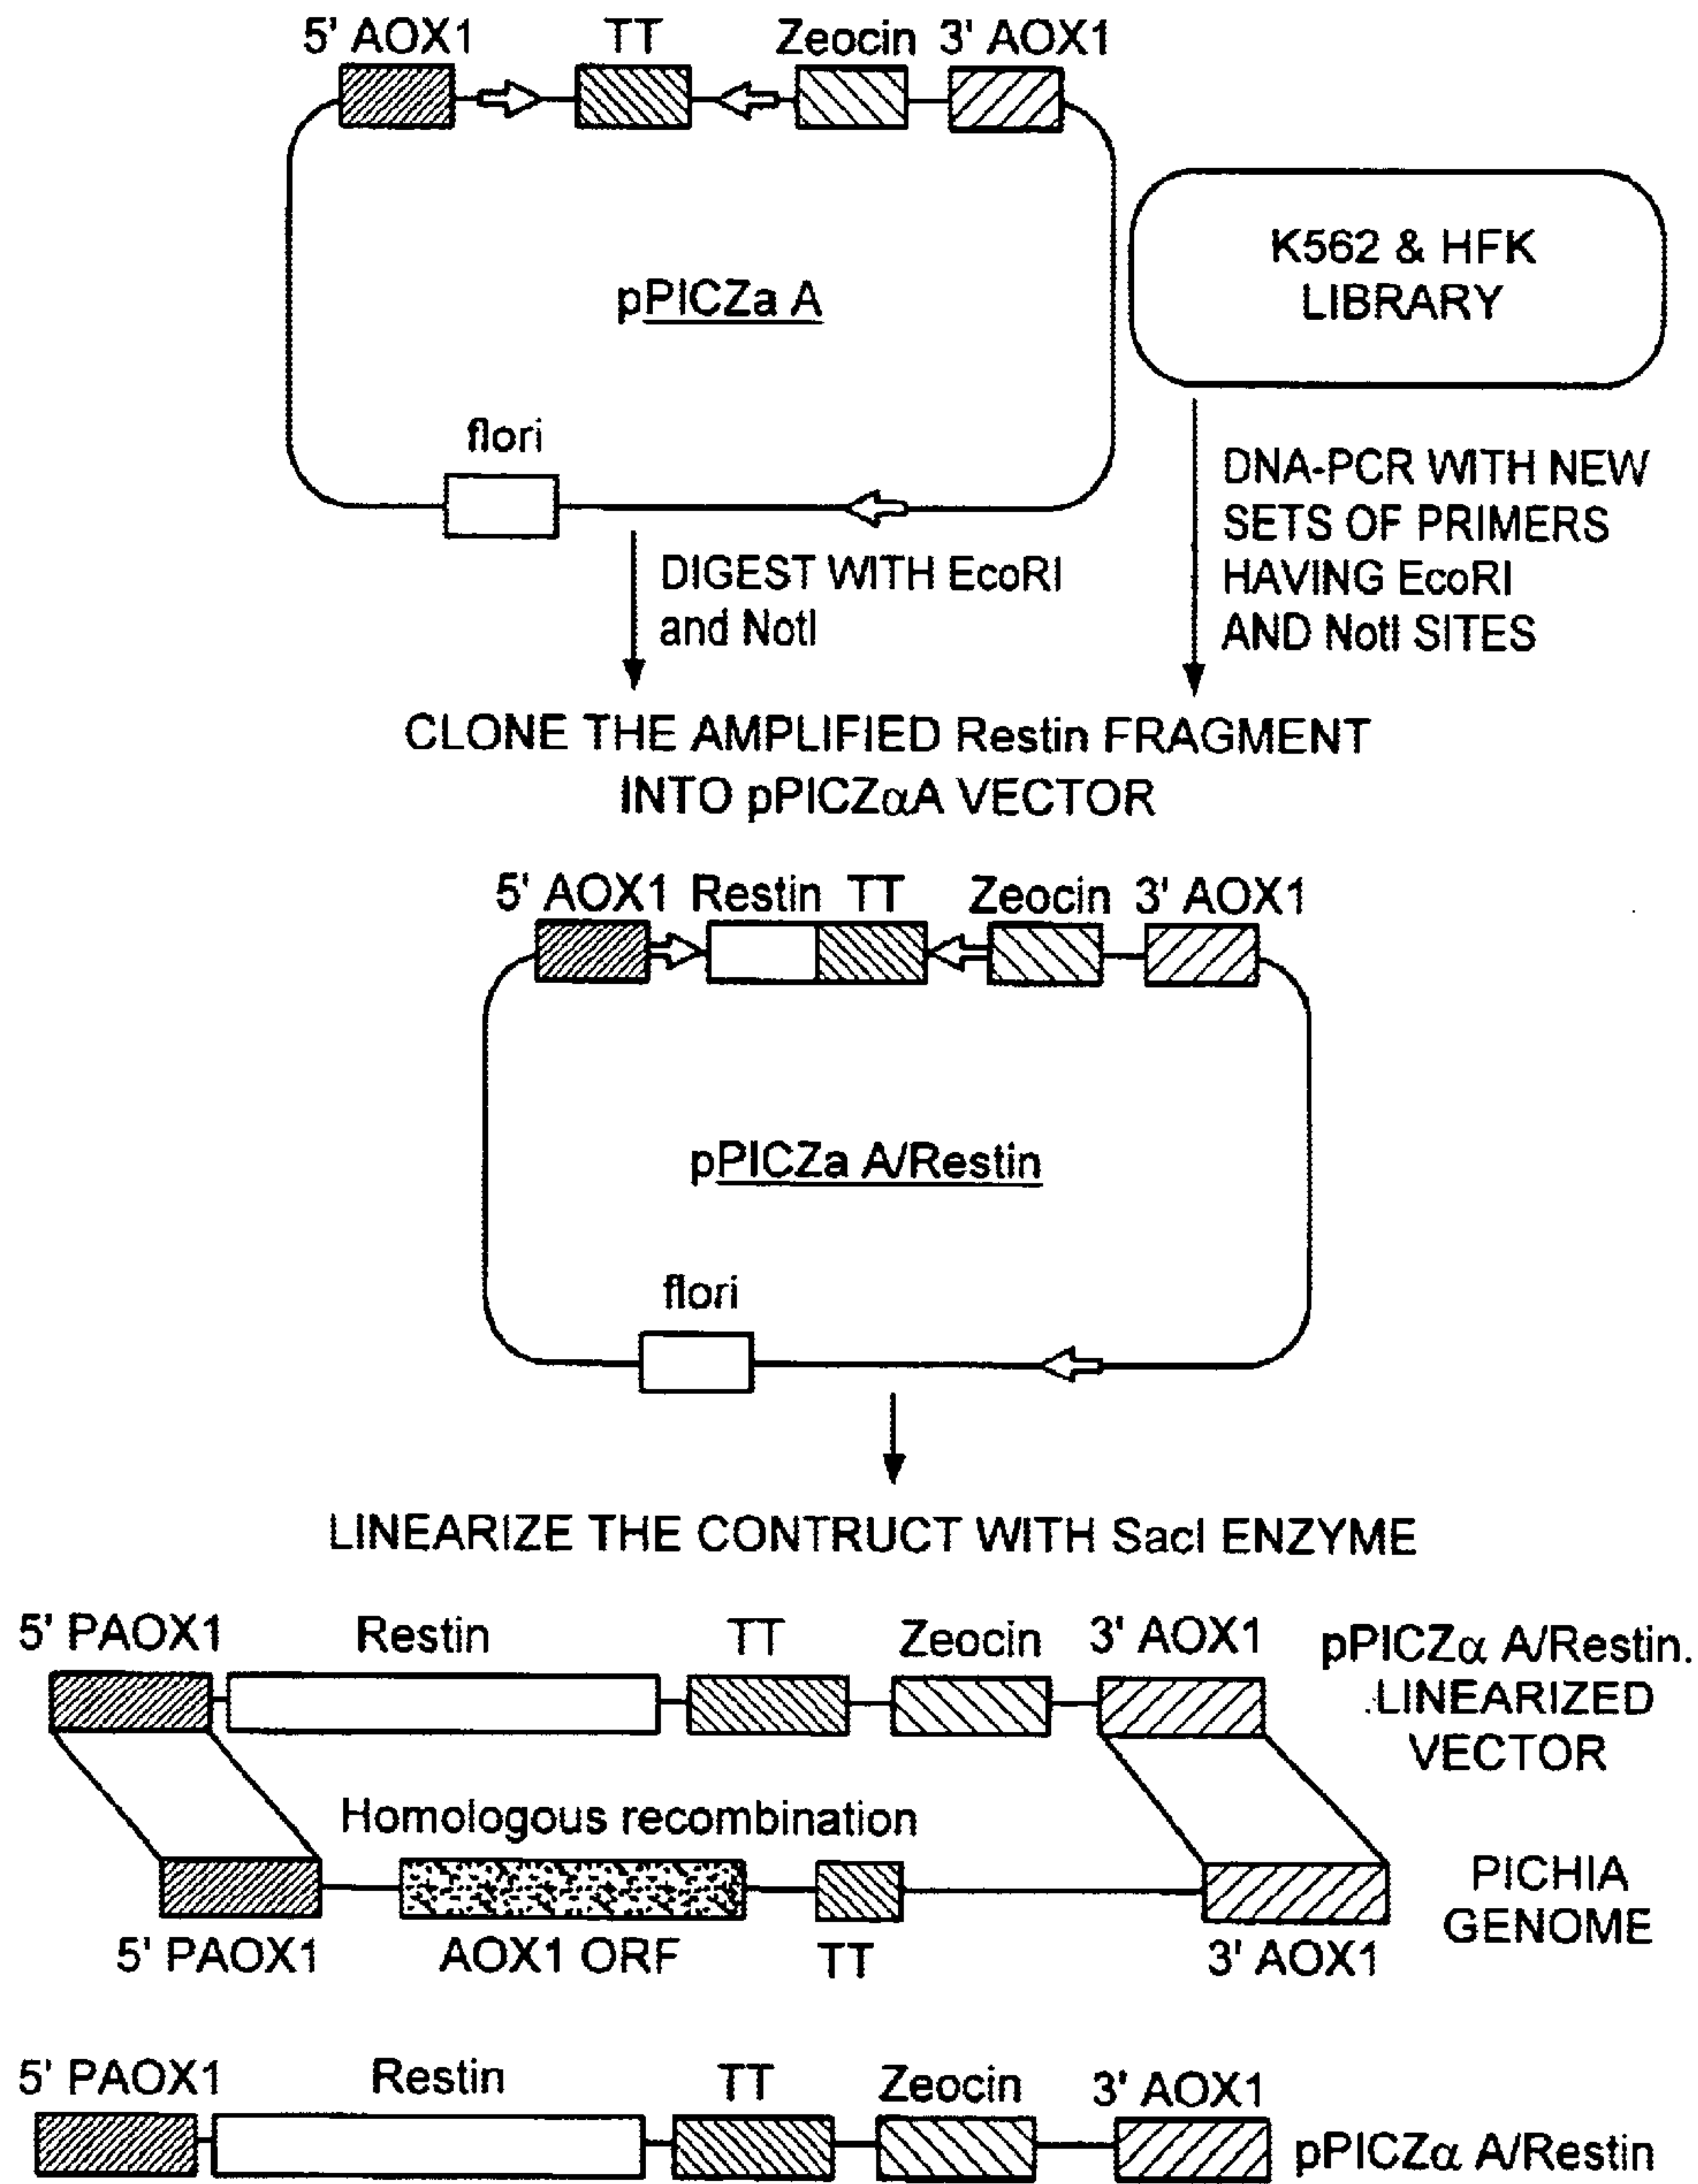 5' AOX1 TT Zeocin 3' AOX1
pPICZa A
K562 & HFK
LIBRARY
flori
DIGEST WITH EcoRI
and NotI
DNA-PCR WITH NEW
SETS OF PRIMERS
HAVING EcoRI
AND NotI SITES
CLONE THE AMPLIFIED Restin FRAGMENT
INTO pPICZαA VECTOR
5' AOX1 Restin TT Zeocin 3' AOX1
pPICZa A/Restin
flori
LINEARIZE THE CONTRUCT WITH SacI ENZYME
5' PAOX1 Restin TT Zeocin 3' AOX1
pPICZα A/Restin.
LINEARIZED
VECTOR
Homologous recombination
5' PAOX1 AOX1 ORF TT 3' AOX1
PICHIA
GENOME
5' PAOX1 Restin TT Zeocin 3' AOX1
pPICZα A/Restin